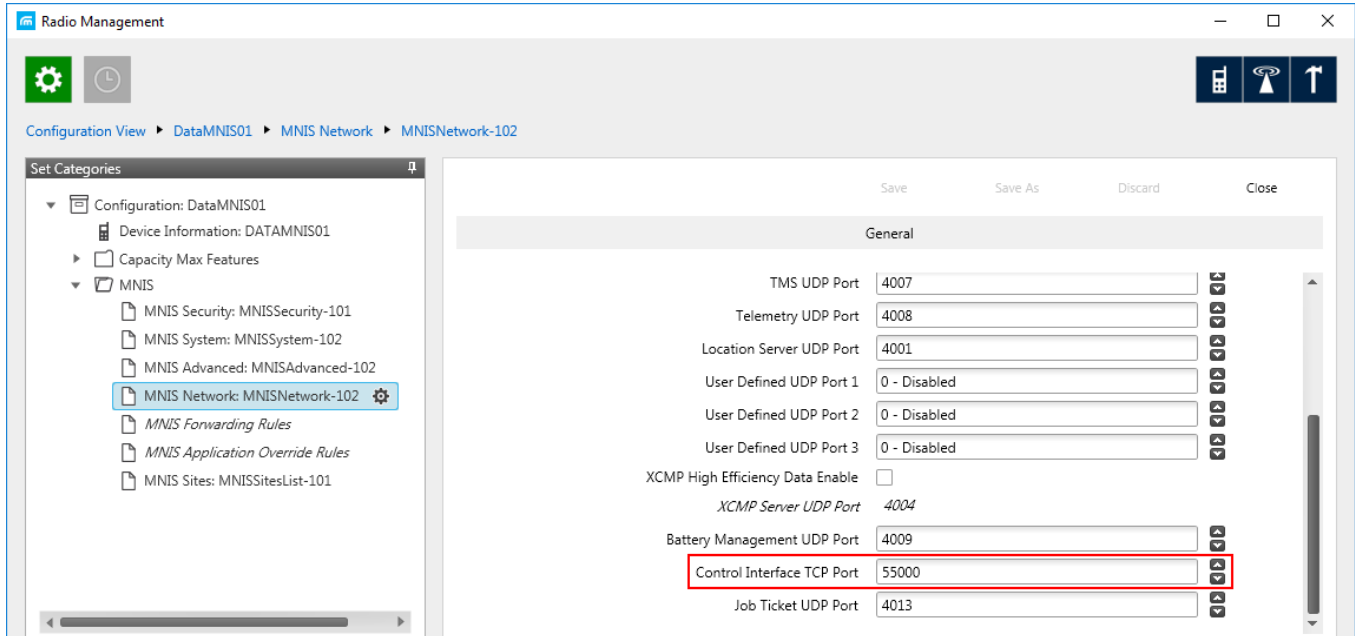 Radio Management
Configuration View DataMNIS01 MNIS Network MNISNetwork-102
Set Categories
Configuration: DataMNIS01
Device Information: DATAMNIS01
Capacity Max Features
MNIS
MNIS Security: MNISSecurity-101
MNIS System: MNISSystem-102
MNIS Advanced: MNISAdvanced-102
MNIS Network: MNISNetwork-102
MNIS Forwarding Rules
MNIS Application Override Rules
MNIS Sites: MNISSitesList-101
Save Save As Discard Close
General
TMS UDP Port 4007
Telemetry UDP Port 4008
Location Server UDP Port 4001
User Defined UDP Port 1 0 - Disabled
User Defined UDP Port 2 0 - Disabled
User Defined UDP Port 3 0 - Disabled
XCMP High Efficiency Data Enable
XCMP Server UDP Port 4004
Battery Management UDP Port 4009
Control Interface TCP Port 55000
Job Ticket UDP Port 4013